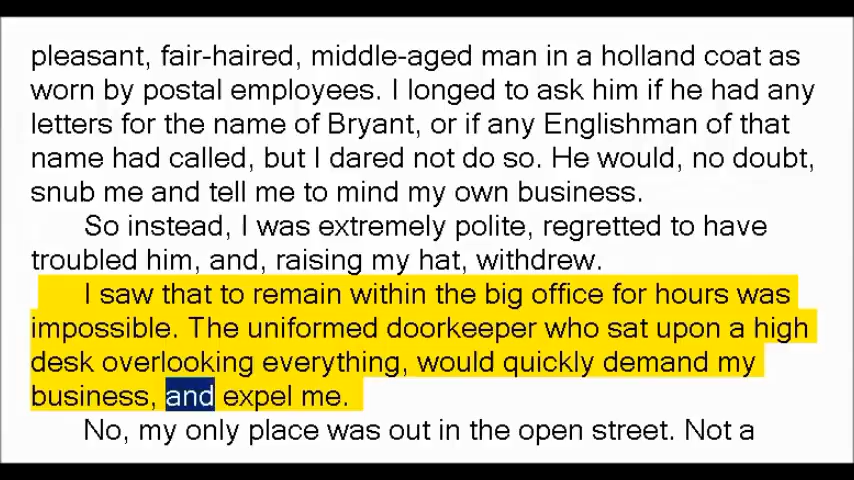 pleasant, fair-haired, middle-aged man in a holland coat as
worn by postal employees. I longed to ask him if he had any
letters for the name of Bryant, or if any Englishman of that
name had called, but I dared not do so. He would, no doubt,
snub me and tell me to mind my own business.
So instead, I was extremely polite, regretted to have
troubled him, and, raising my hat, withdrew.
I saw that to remain within the big office for hours was
impossible. The uniformed doorkeeper who sat upon a high
desk overlooking everything, would quickly demand my
business, and expel me.
No, my only place was out in the open street. Not a